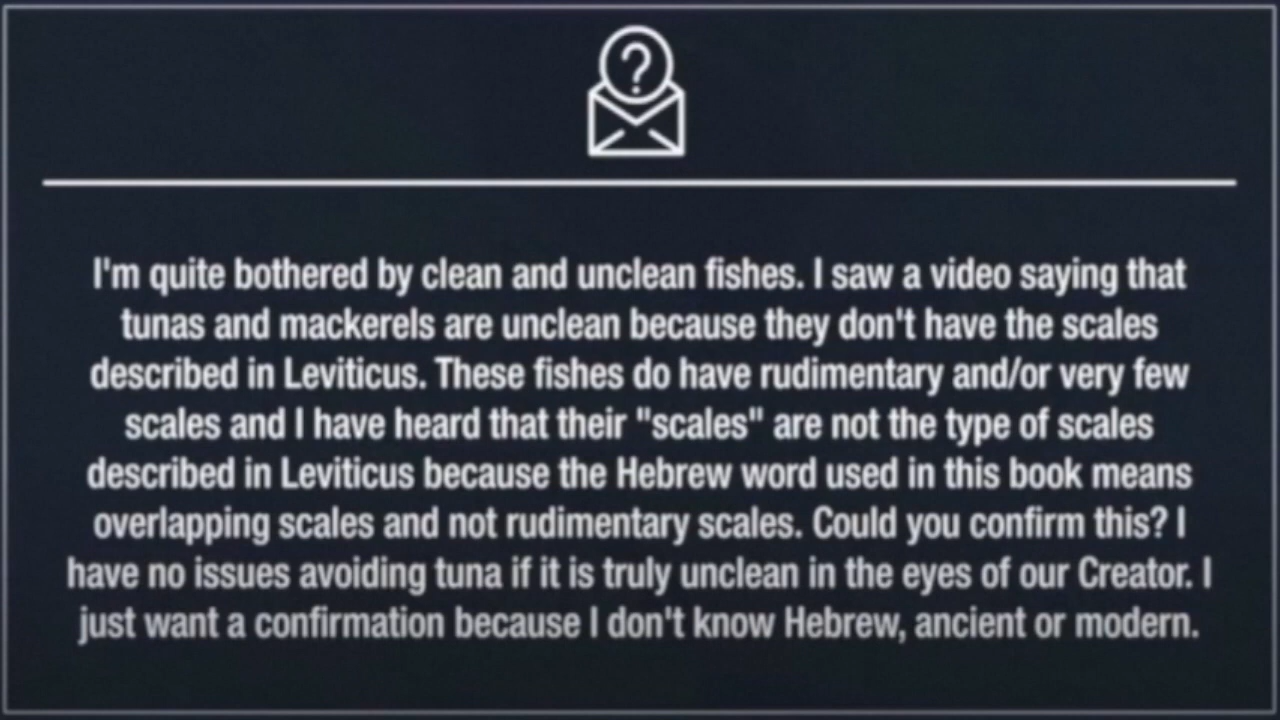 ?
I'm quite bothered by clean and unclean fishes. I saw a video saying that
tunas and mackerels are unclean because they don't have the scales
described in Leviticus. These fishes do have rudimentary and/or very few
scales and I have heard that their "scales" are not the type of scales
described in Leviticus because the Hebrew word used in this book means
overlapping scales and not rudimentary scales. Could you confirm this? I
have no issues avoiding tuna if it is truly unclean in the eyes of our Creator. I
just want a confirmation because I don't know Hebrew, ancient or modern.